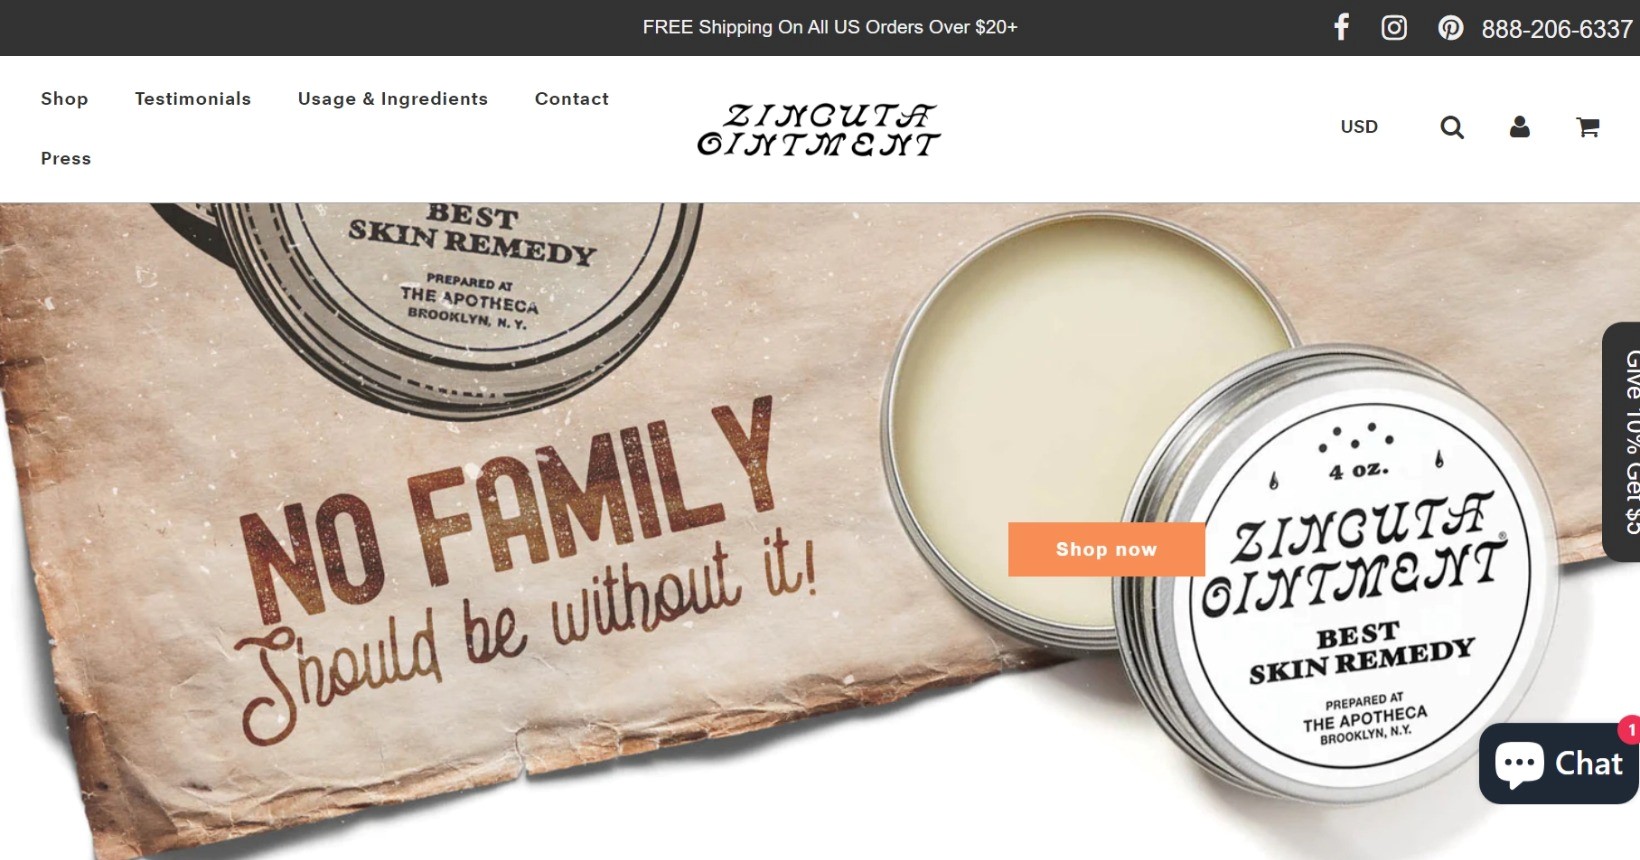 FREE Shipping On All US Orders Over $20+
888-206-6337
Shop
Testimonials
Usage & Ingredients
Contact
Press
ZINCUTA
OINTMENT
USD
BEST
SKIN REMEDY
PREPARED AT
THE APOTHECA
BROOKLYN, N.Y.
NO FAMILY
Should be without it!
Shop now
4 oz.
ZINCUTA
OINTMENT®
BEST
SKIN REMEDY
PREPARED AT
THE APOTHECA
BROOKLYN, N.Y.
Give 10% Get $5
1
Chat